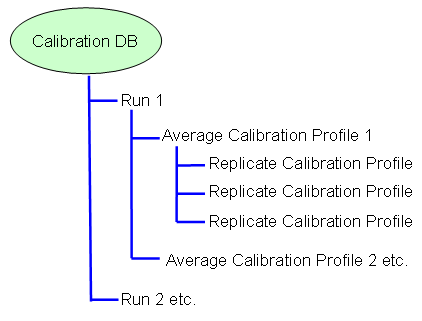 Calibration DB
Run 1
Average Calibration Profile 1
Replicate Calibration Profile
Replicate Calibration Profile
Replicate Calibration Profile
Average Calibration Profile 2 etc.
Run 2 etc.